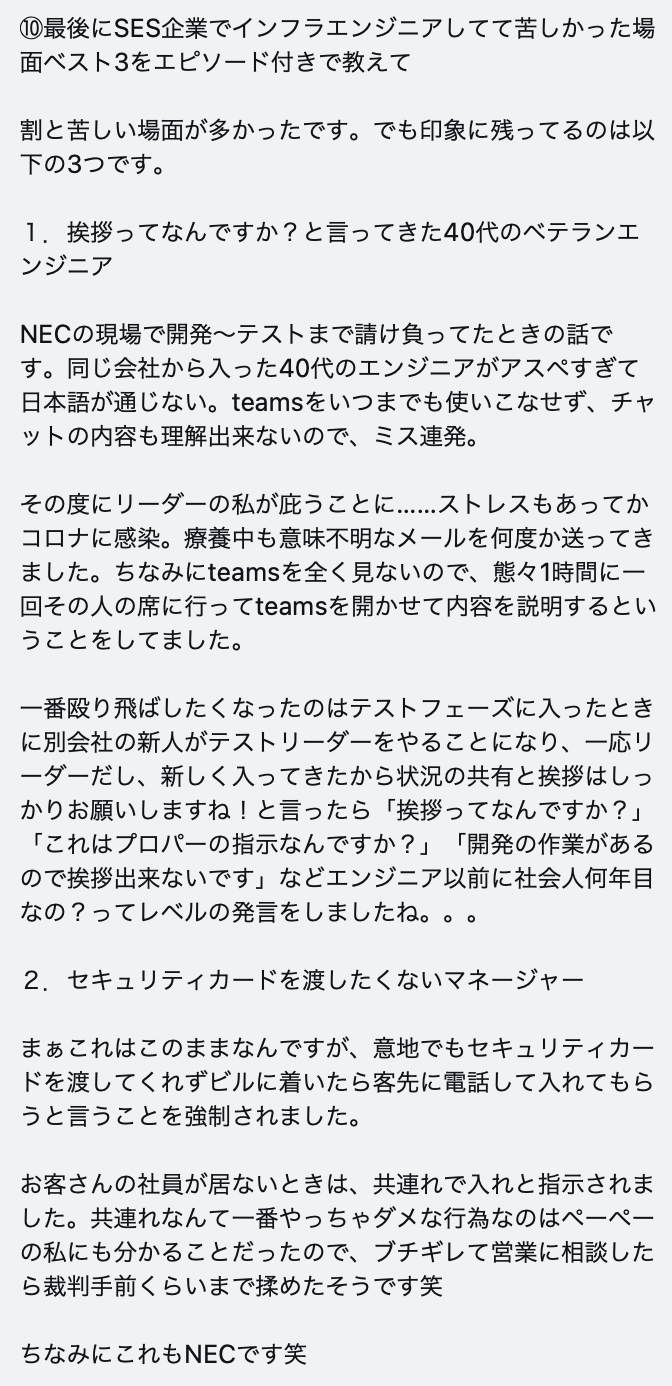 ⑩最後にSES企業でインフラエンジニアしてて苦しかった場
面ベスト3をエピソード付きで教えて
割と苦しい場面が多かったです。でも印象に残ってるのは以
下の3つです。
１．挨拶ってなんですか？と言ってきた40代のベテランエ
ンジニア
NECの現場で開発〜テストまで請け負ってたときの話で
す。同じ会社から入った40代のエンジニアがアスペすぎて
日本語が通じない。teamsをいつまでも使いこなせず、チャ
ットの内容も理解出来ないので、ミス連発。
その度にリーダーの私が庇うことに……ストレスもあってか
コロナに感染。療養中も意味不明なメールを何度か送ってき
ました。ちなみにteamsを全く見ないので、態々1時間に一
回その人の席に行ってteamsを開かせて内容を説明するとい
うことをしてました。
一番殴り飛ばしたくなったのはテストフェーズに入ったとき
に別会社の新人がテストリーダーをやることになり、一応リ
ーダーだし、新しく入ってきたから状況の共有と挨拶はしっ
かりお願いしますね！と言ったら「挨拶ってなんですか？」
「これはプロパーの指示なんですか？」「開発の作業がある
ので挨拶出来ないです」などエンジニア以前に社会人何年目
なの？ってレベルの発言をしましたね。。。
２．セキュリティカードを渡したくないマネージャー
まぁこれはこのままなんですが、意地でもセキュリティカー
ドを渡してくれずビルに着いたら客先に電話して入れてもら
うと言うことを強制されました。
お客さんの社員が居ないときは、共連れで入れと指示されま
した。共連れなんて一番やっちゃダメな行為なのはペーペー
の私にも分かることだったので、ブチギレて営業に相談した
ら裁判手前くらいまで揉めたそうです笑
ちなみにこれもNECです笑